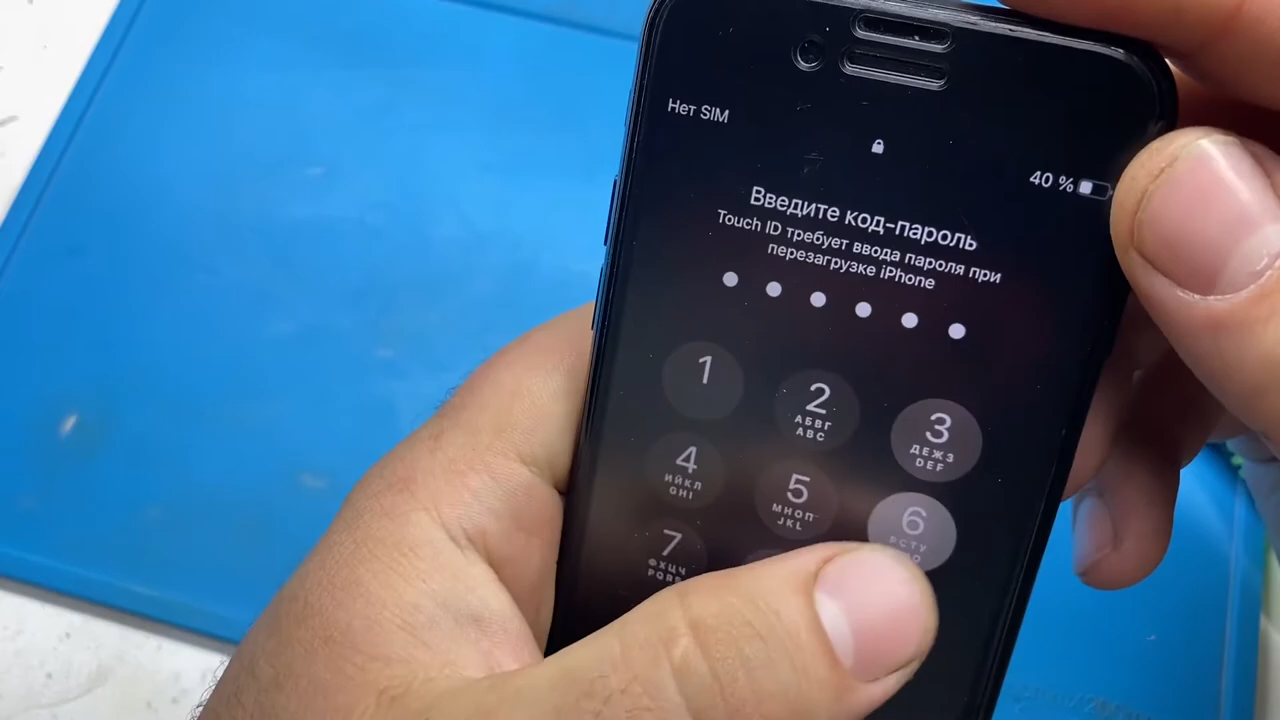 Нет SIM
40 %
Введите код-пароль
Touch ID требует ввода пароля при
перезагрузке iPhone
1
2
АБВГ
ABC
3
ДЕЖЗ
DEF
4
ИЙКЛ
GHI
5
МНОП
JKL
6
РСТУ
7
ФХЦЧ
PQRS